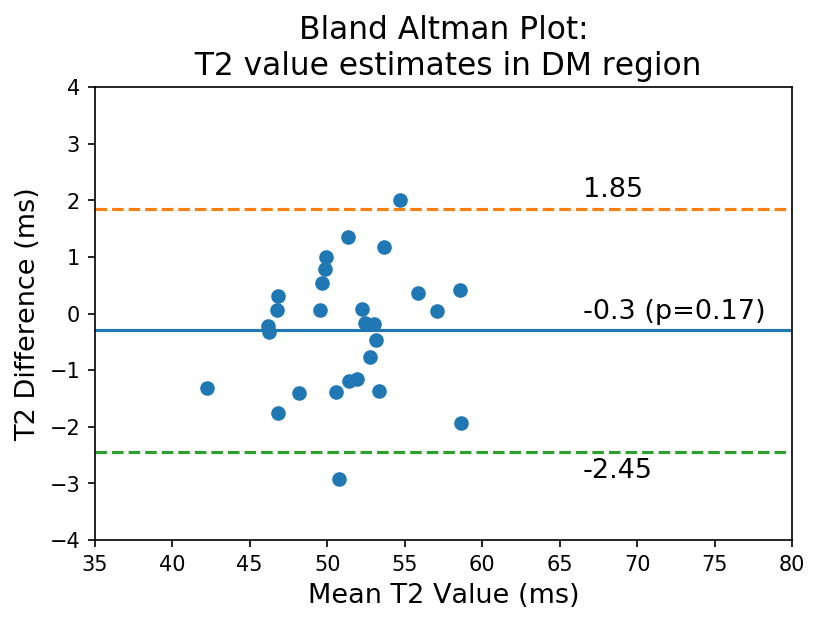 Bland Altman Plot:
T2 value estimates in DM region
4
3
2
1
0
−1
−2
−3
−4
T2 Difference (ms)
1.85
-0.3 (p=0.17)
-2.45
35 40 45 50 55 60 65 70 75 80
Mean T2 Value (ms)